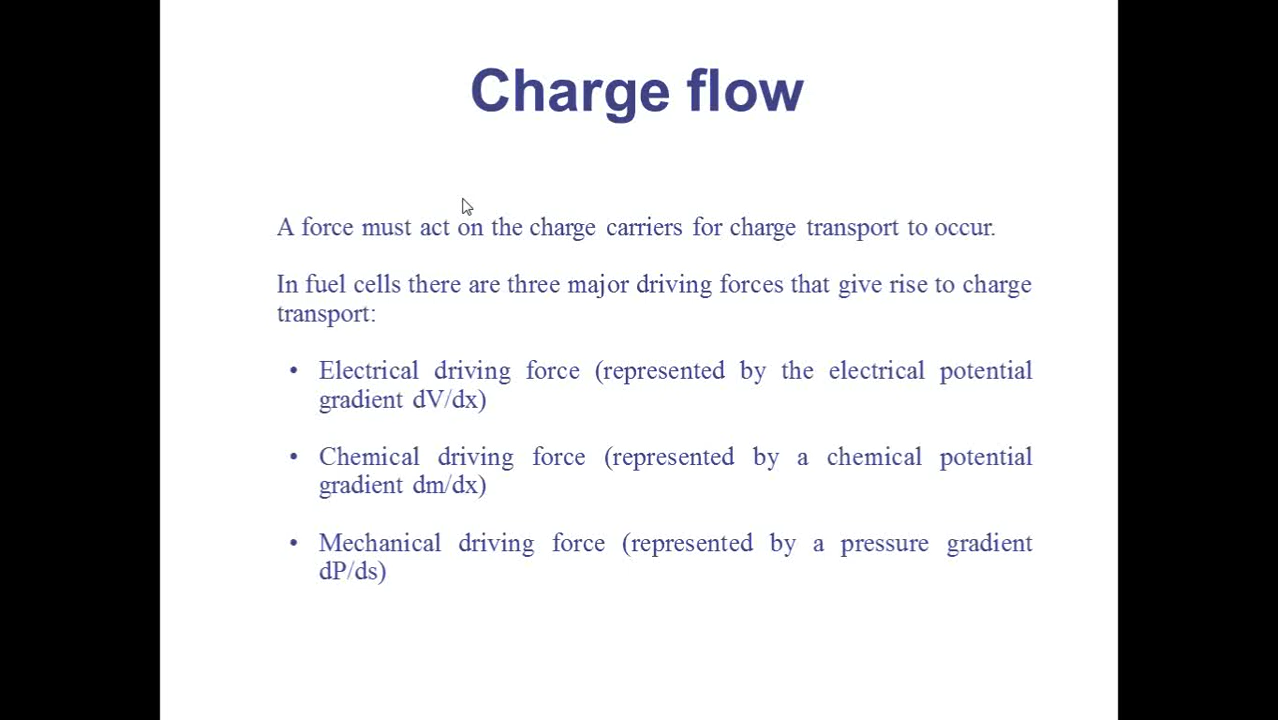 Charge flow
A force must act on the charge carriers for charge transport to occur.
In fuel cells there are three major driving forces that give rise to charge
transport:
• Electrical driving force (represented by the electrical potential
gradient dV/dx)
• Chemical driving force (represented by a chemical potential
gradient dm/dx)
• Mechanical driving force (represented by a pressure gradient
dP/ds)